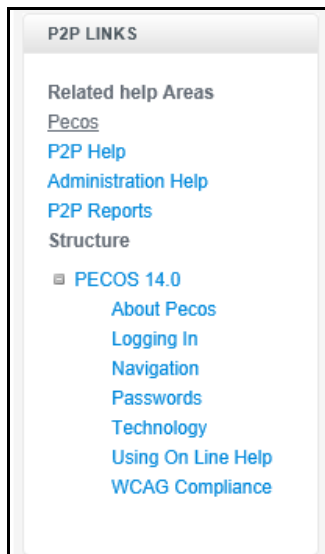 P2P LINKS
Related help Areas
Pecos
P2P Help
Administration Help
P2P Reports
Structure
PECOS 14.0
About Pecos
Logging In
Navigation
Passwords
Technology
Using On Line Help
WCAG Compliance